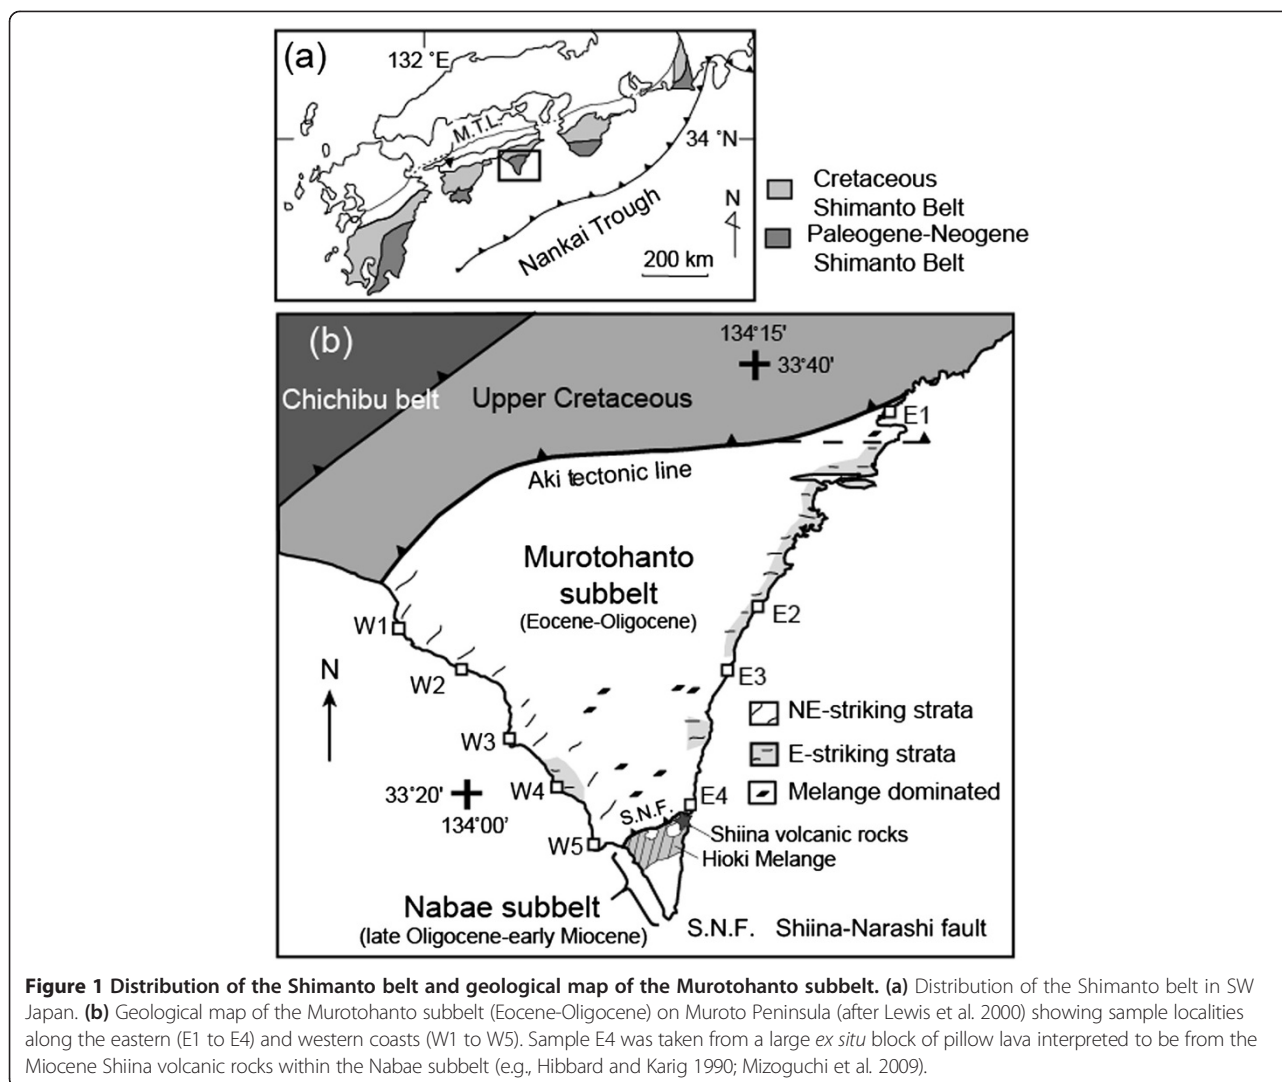 (a)
132 °E
M.T.L.
34 °N
N
Nankai Trough
200 km
Cretaceous
Shimanto Belt
Paleogene-Neogene
Shimanto Belt
(b)
134°15'
33°40'
Chichibu belt
Upper Cretaceous
E1
Aki tectonic line
Murotohanto
subbelt
(Eocene-Oligocene)
E2
W1
N
W2
E3
NE-striking strata
W3
E-striking strata
33°20'
134°00'
W4
Melange dominated
S.N.F.
E4
Shiina volcanic rocks
W5
Hioki Melange
Nabae subbelt
(late Oligocene-early Miocene)
S.N.F. Shiina-Narashi fault
Figure 1 Distribution of the Shimanto belt and geological map of the Murotohanto subbelt. (a) Distribution of the Shimanto belt in SW
Japan. (b) Geological map of the Murotohanto subbelt (Eocene-Oligocene) on Muroto Peninsula (after Lewis et al. 2000) showing sample localities
along the eastern (E1 to E4) and western coasts (W1 to W5). Sample E4 was taken from a large ex situ block of pillow lava interpreted to be from the
Miocene Shiina volcanic rocks within the Nabae subbelt (e.g., Hibbard and Karig 1990; Mizoguchi et al. 2009).